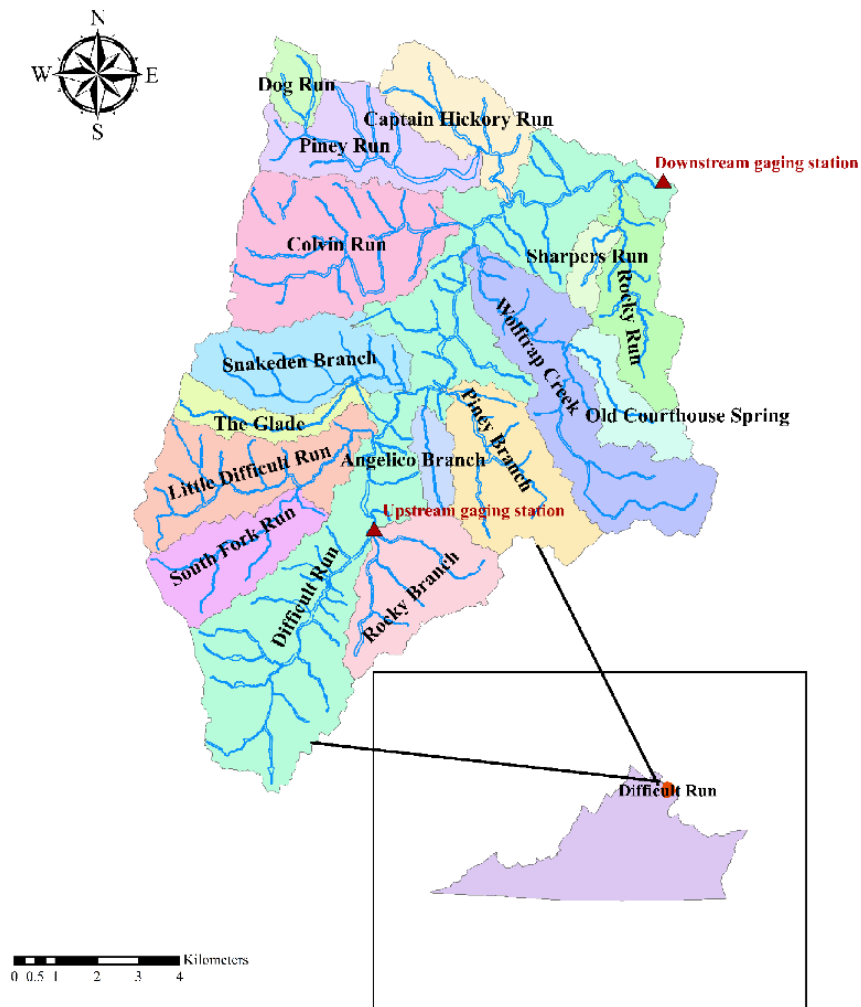 N
W E
S
Dog Run
Captain Hickory Run
Piney Run
Downstream gaging station
Colvin Run
Sharpers Run
Rocky Run
Wolftrap Creek
Snakeden Branch
Piney Branch
Old Courthouse Spring
The Glade
Angelico Branch
Little Difficult Run
Upstream gaging station
South Fork Run
Difficult Run
Rocky Branch
Difficult Run
Kilometers
0 0.5 1 2 3 4